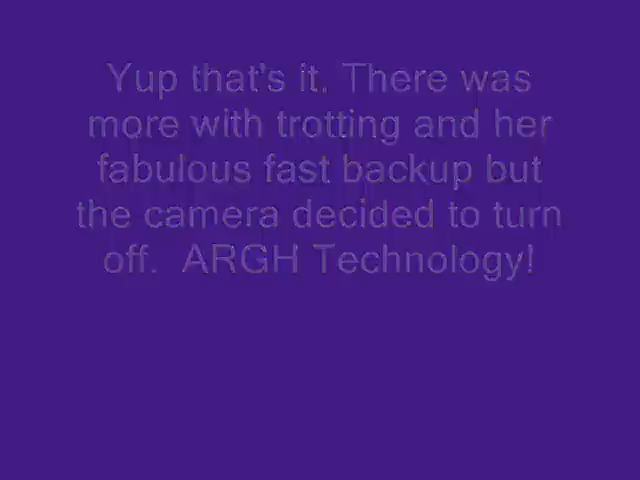 Yup that's it. There was
more with trotting and her
fabulous fast backup but
the camera decided to turn
off.  ARGH Technology!